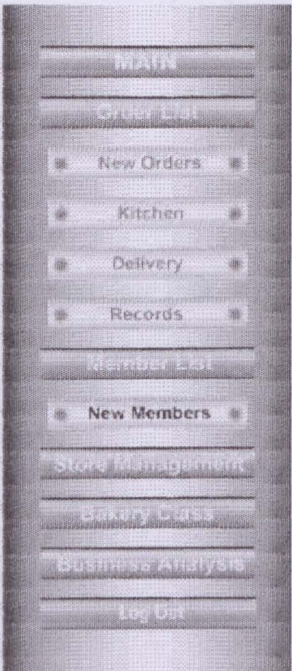 MAIN
Order List
New Orders
Kitchen
Delivery
Records
Member List
New Members
Store Management
Bakery Class
Business Analysis
Log Out